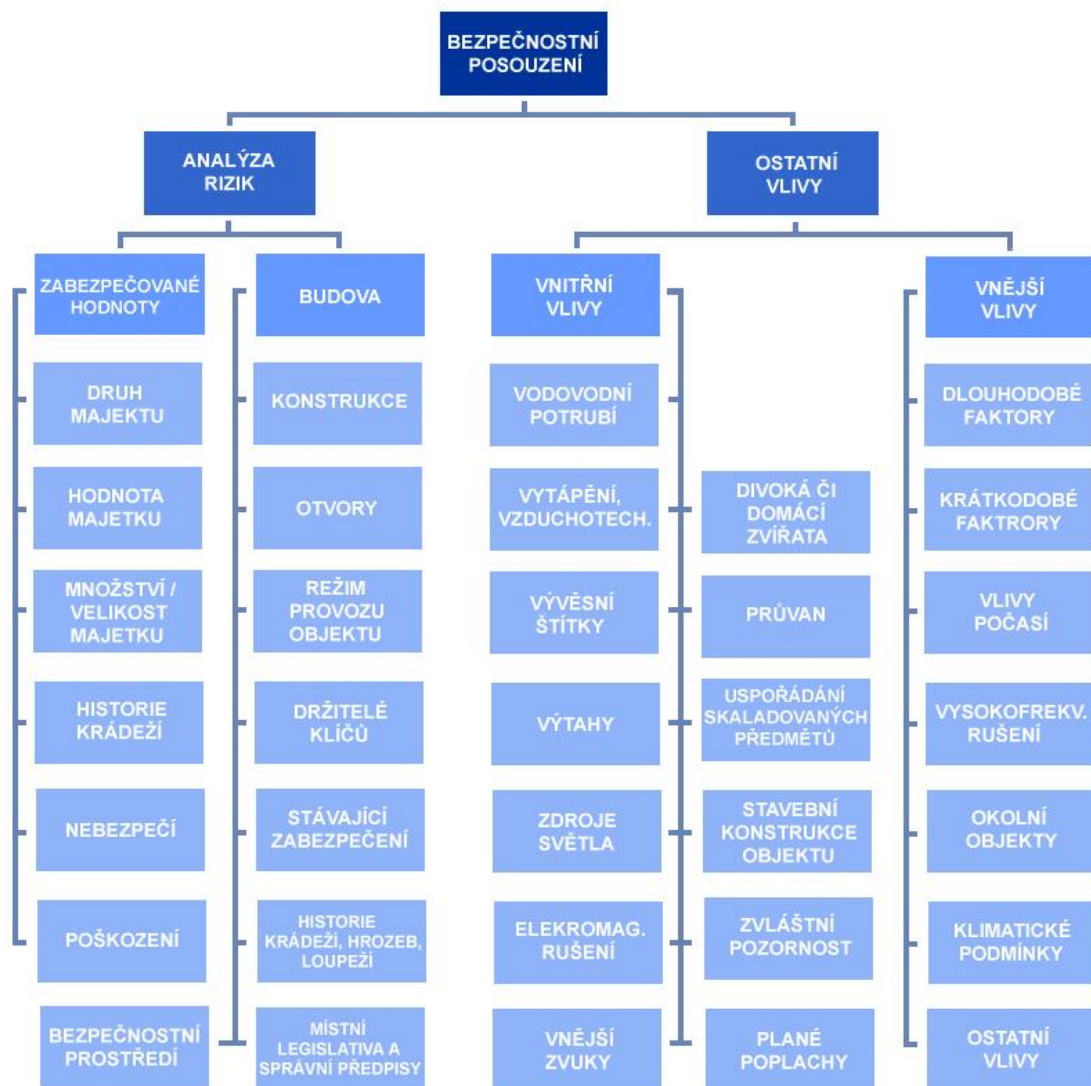 BEZPEČNOSTNÍ
POSOUZENÍ
ANALÝZA
RIZIK
OSTATNÍ
VLIVY
ZABEZPEČOVANÉ
HODNOTY
BUDOVA
VNITŘNÍ
VLIVY
VNĚJŠÍ
VLIVY
DRUH
MAJEKTU
KONSTRUKCE
VODOVODNÍ
POTRUBÍ
DLOUHODOBÉ
FAKTORY
HODNOTA
MAJETKU
OTVORY
VYTÁPĚNÍ,
VZDUCHOTECH.
DIVOKÁ ČI
DOMÁCÍ
ZVÍŘATA
KRÁTKODOBÉ
FAKTRORY
MNOŽSTVÍ /
VELIKOST
MAJETKU
REŽIM
PROVOZU
OBJEKTU
VÝVĚSNÍ
ŠTÍTKY
PRŮVAN
VLIVY
POČASÍ
HISTORIE
KRÁDEŽÍ
DRŽITELÉ
KLÍČŮ
VÝTAHY
USPOŘÁDÁNÍ
SKALADOVANÝCH
PŘEDMĚTŮ
VYSOKOFREKV.
RUŠENÍ
NEBEZPEČÍ
STÁVAJÍCÍ
ZABEZPEČENÍ
ZDROJE
SVĚTLA
STAVEBNÍ
KONSTRUKCE
OBJEKTU
OKOLNÍ
OBJEKTY
POŠKOZENÍ
HISTORIE
KRÁDEŽÍ, HROZEB,
LOUPEŽÍ
ELEKROMAG.
RUŠENÍ
ZVLÁŠTNÍ
POZORNOST
KLIMATICKÉ
PODMÍNKY
BEZPEČNOSTNÍ
PROSTŘEDÍ
MÍSTNÍ
LEGISLATIVA A
SPRÁVNÍ PŘEDPISY
VNĚJŠÍ
ZVUKY
PLANÉ
POPLACHY
OSTATNÍ
VLIVY